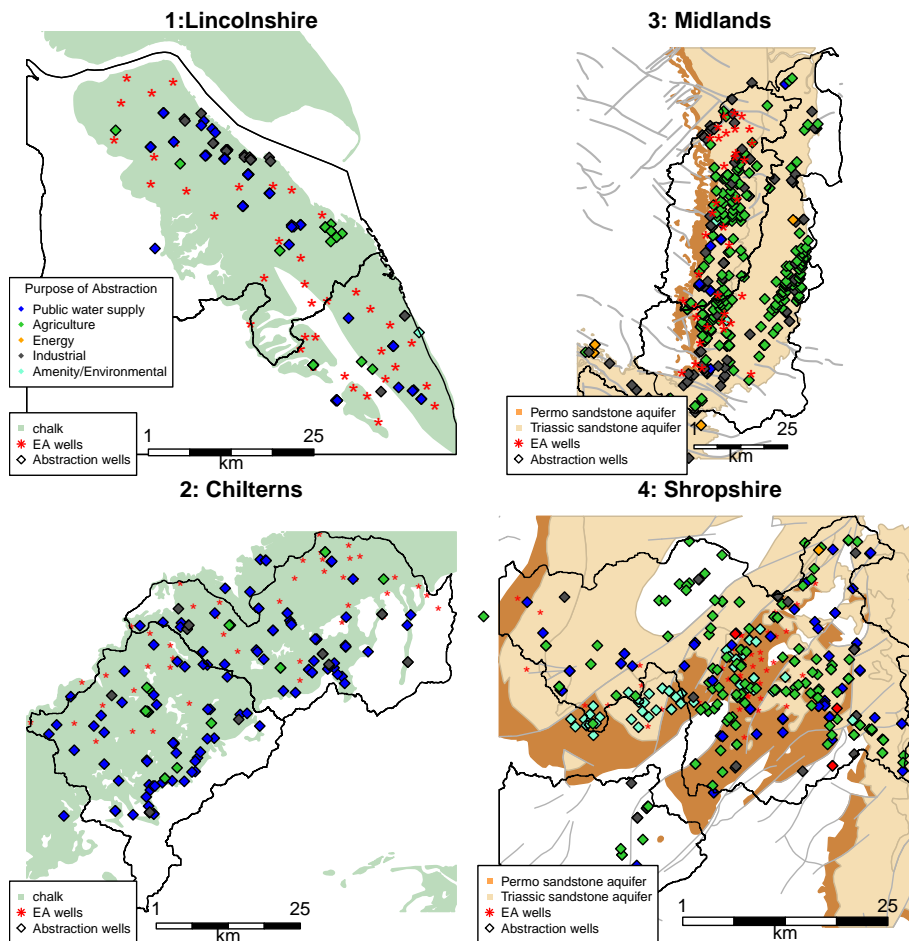 1:Lincolnshire
Purpose of Abstraction
Public water supply
Agriculture
Energy
Industrial
Amenity/Environmental
chalk
EA wells
Abstraction wells
1 25
km
3: Midlands
Permo sandstone aquifer
Triassic sandstone aquifer
EA wells
Abstraction wells
1 25
km
2: Chilterns
chalk
EA wells
Abstraction wells
1 25
km
4: Shropshire
Permo sandstone aquifer
Triassic sandstone aquifer
EA wells
Abstraction wells
1 25
km